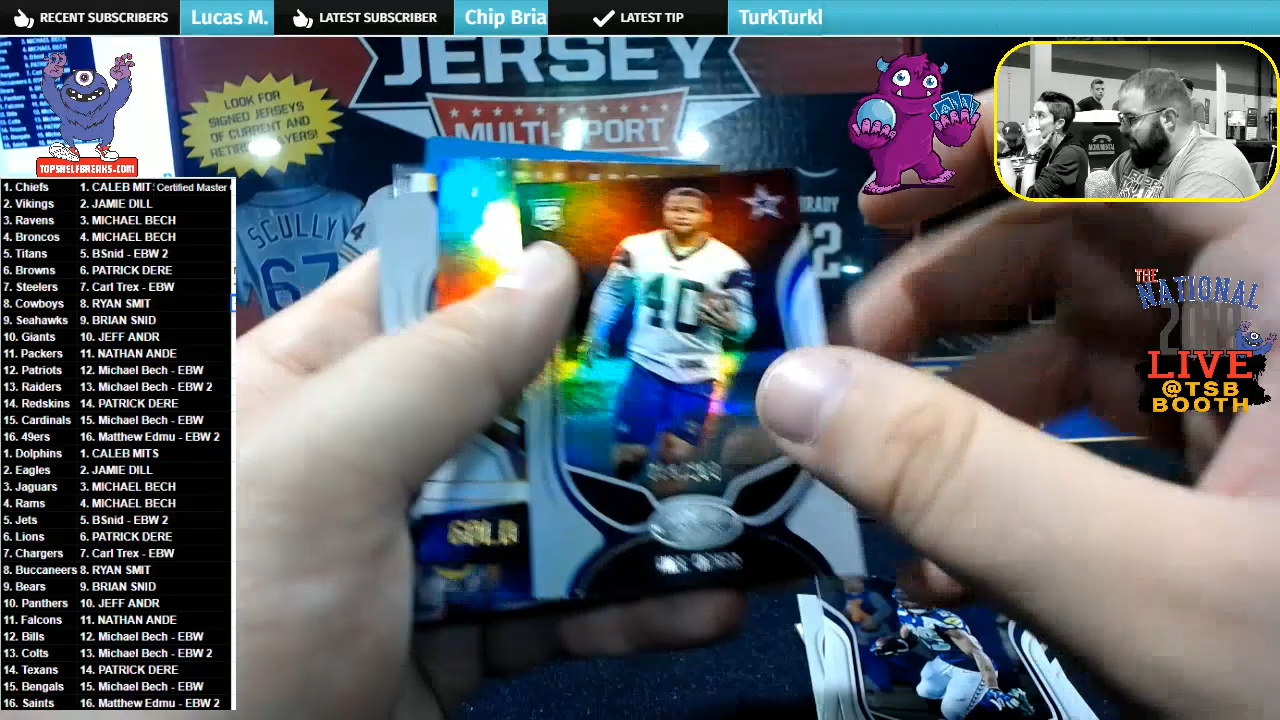 RECENT SUBSCRIBERS
Lucas M.
LATEST SUBSCRIBER
Chip Bria
LATEST TIP
TurkTurkl
TOPSHELFBREAKS.COM
1. Chiefs 1. CALEB MIT Certified Master
2. Vikings 2. JAMIE DILL
3. Ravens 3. MICHAEL BECH
4. Broncos 4. MICHAEL BECH
5. Titans 5. BSnid - EBW 2
6. Browns 6. PATRICK DERE
7. Steelers 7. Carl Trex - EBW
8. Cowboys 8. RYAN SMIT
9. Seahawks 9. BRIAN SNID
10. Giants 10. JEFF ANDR
11. Packers 11. NATHAN ANDE
12. Patriots 12. Michael Bech - EBW
13. Raiders 13. Michael Bech - EBW 2
14. Redskins 14. PATRICK DERE
15. Cardinals 15. Michael Bech - EBW
16. 49ers 16. Matthew Edmu - EBW 2
1. Dolphins 1. CALEB MITS
2. Eagles 2. JAMIE DILL
3. Jaguars 3. MICHAEL BECH
4. Rams 4. MICHAEL BECH
5. Jets 5. BSnid - EBW 2
6. Lions 6. PATRICK DERE
7. Chargers 7. Carl Trex - EBW
8. Buccaneers 8. RYAN SMIT
9. Bears 9. BRIAN SNID
10. Panthers 10. JEFF ANDR
11. Falcons 11. NATHAN ANDE
12. Bills 12. Michael Bech - EBW
13. Colts 13. Michael Bech - EBW 2
14. Texans 14. PATRICK DERE
15. Bengals 15. Michael Bech - EBW
16. Saints 16. Matthew Edmu - EBW 2
JERSEY
MULTI-SPORT
LOOK FOR
SIGNED JERSEYS
OF CURRENT AND
SCULLY
67
BRADY
12
40
GOLD
MONUMENTAL
THE
NATIONAL
LIVE
@TSB
BOOTH